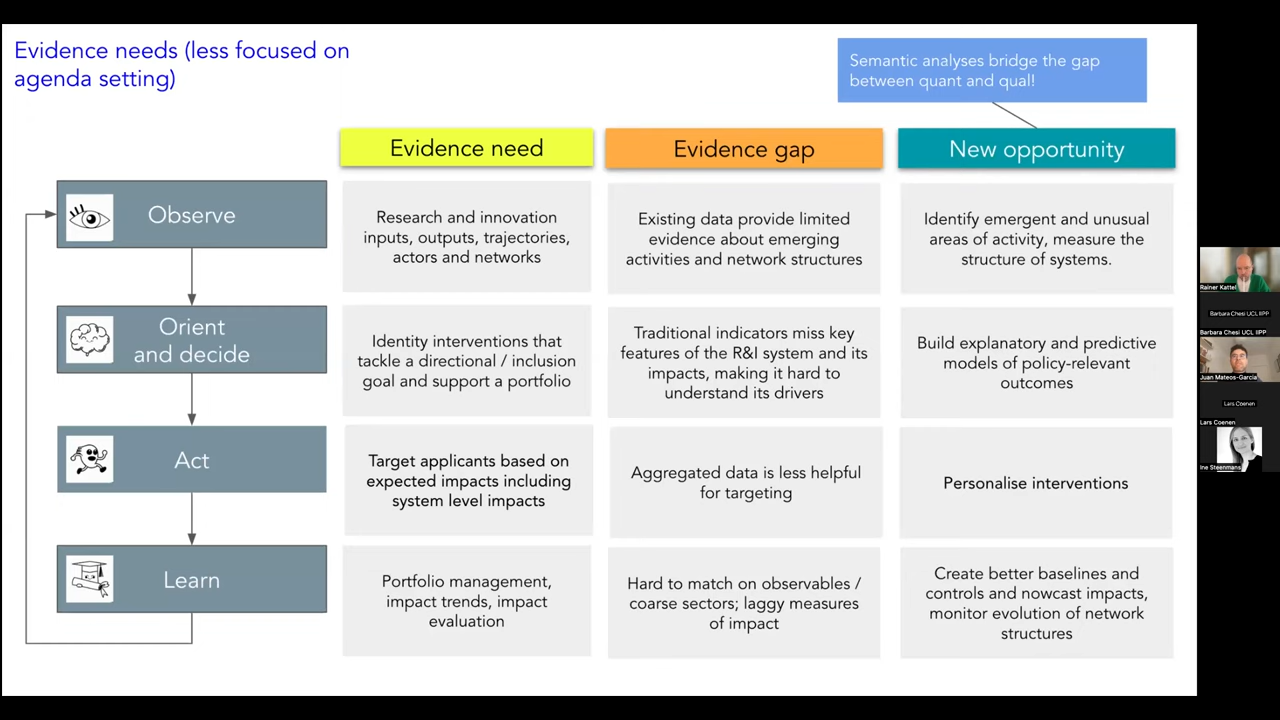 Evidence needs (less focused on
agenda setting)
Semantic analyses bridge the gap
between quant and qual!
Evidence need
Evidence gap
New opportunity
Observe
Research and innovation
inputs, outputs, trajectories,
actors and networks
Existing data provide limited
evidence about emerging
activities and network structures
Identify emergent and unusual
areas of activity, measure the
structure of systems.
Orient
and decide
Identity interventions that
tackle a directional / inclusion
goal and support a portfolio
Traditional indicators miss key
features of the R&I system and its
impacts, making it hard to
understand its drivers
Build explanatory and predictive
models of policy-relevant
outcomes
Act
Target applicants based on
expected impacts including
system level impacts
Aggregated data is less helpful
for targeting
Personalise interventions
Learn
Portfolio management,
impact trends, impact
evaluation
Hard to match on observables /
coarse sectors; laggy measures
of impact
Create better baselines and
controls and nowcast impacts,
monitor evolution of network
structures
Rainer Kattel
Barbara Chesi UCL IIPP
Barbara Chesi UCL IIPP
Juan Mateos-Garcia
Lars Coenen
Lars Coenen
Ine Steenmans